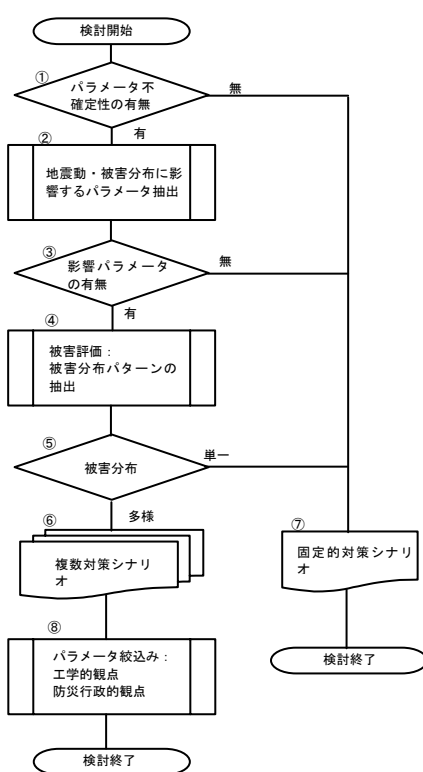 検討開始
①
パラメータ不
確定性の有無
無
有
②
地震動・被害分布に影
響するパラメータ抽出
③
影響パラメータ
の有無
無
有
④
被害評価:
被害分布パターンの
抽出
⑤
被害分布
単一
多様
⑥
複数対策シナリ
オ
⑦
固定的対策シナリ
オ
検討終了
⑧
パラメータ絞込み:
工学的観点
防災行政的観点
検討終了